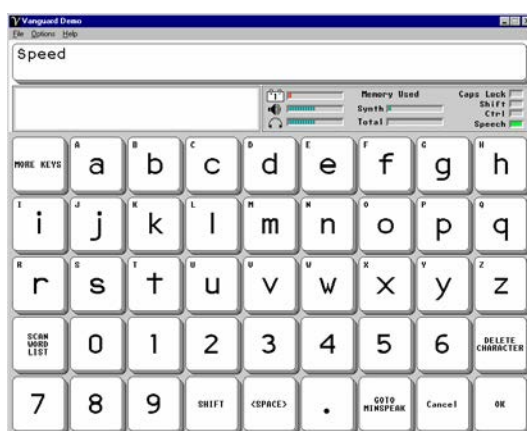 Vanguard Demo
File Options Help
Speed
1 Memory Used Caps Lock
Synth Shift
Ctrl
Total Speech
MORE KEYS A a B b C c D d E e F f G g H h
I i J j K k L l M m N n O o P p Q q
R r S s T t U u V v W w X x Y y Z z
SCAN WORD LIST 0 1 2 3 4 5 6 DELETE CHARACTER
7 8 9 SHIFT <SPACE> . GOTO MINSPEAK Cancel OK